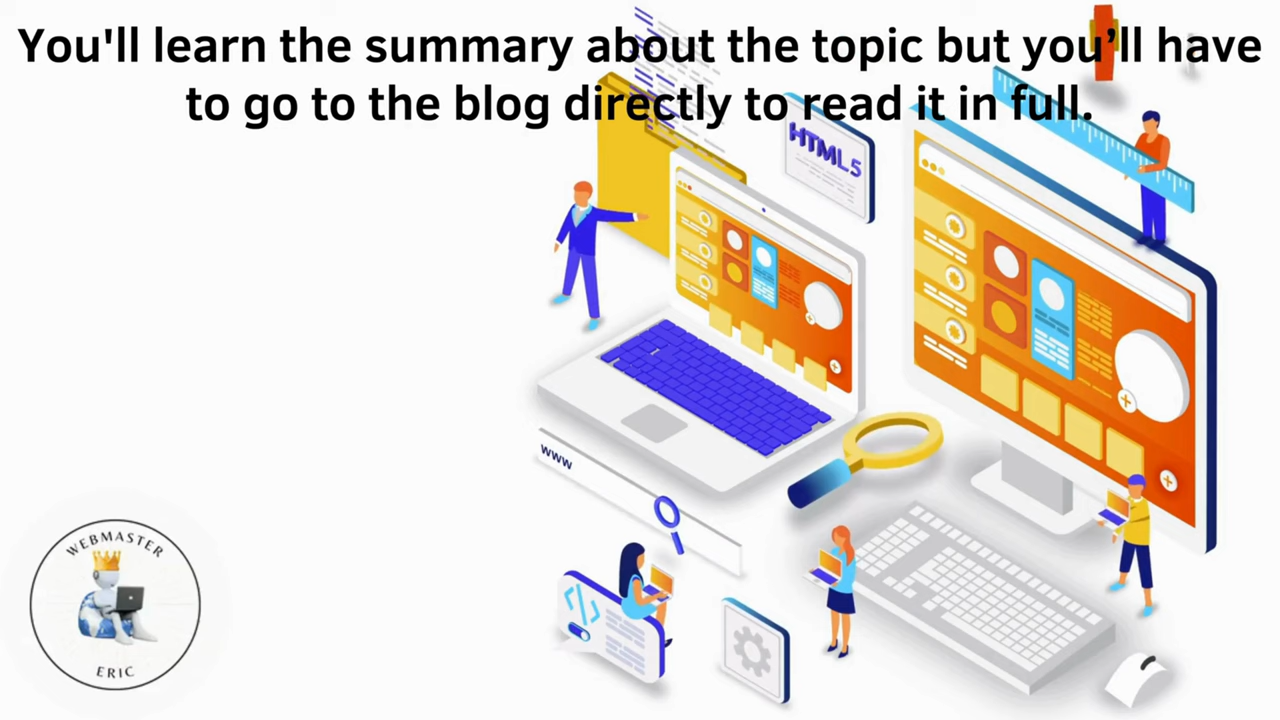 You'll learn the summary about the topic but you’ll have
to go to the blog directly to read it in full.
HTML5
www
</>
WEBMASTER
ERIC